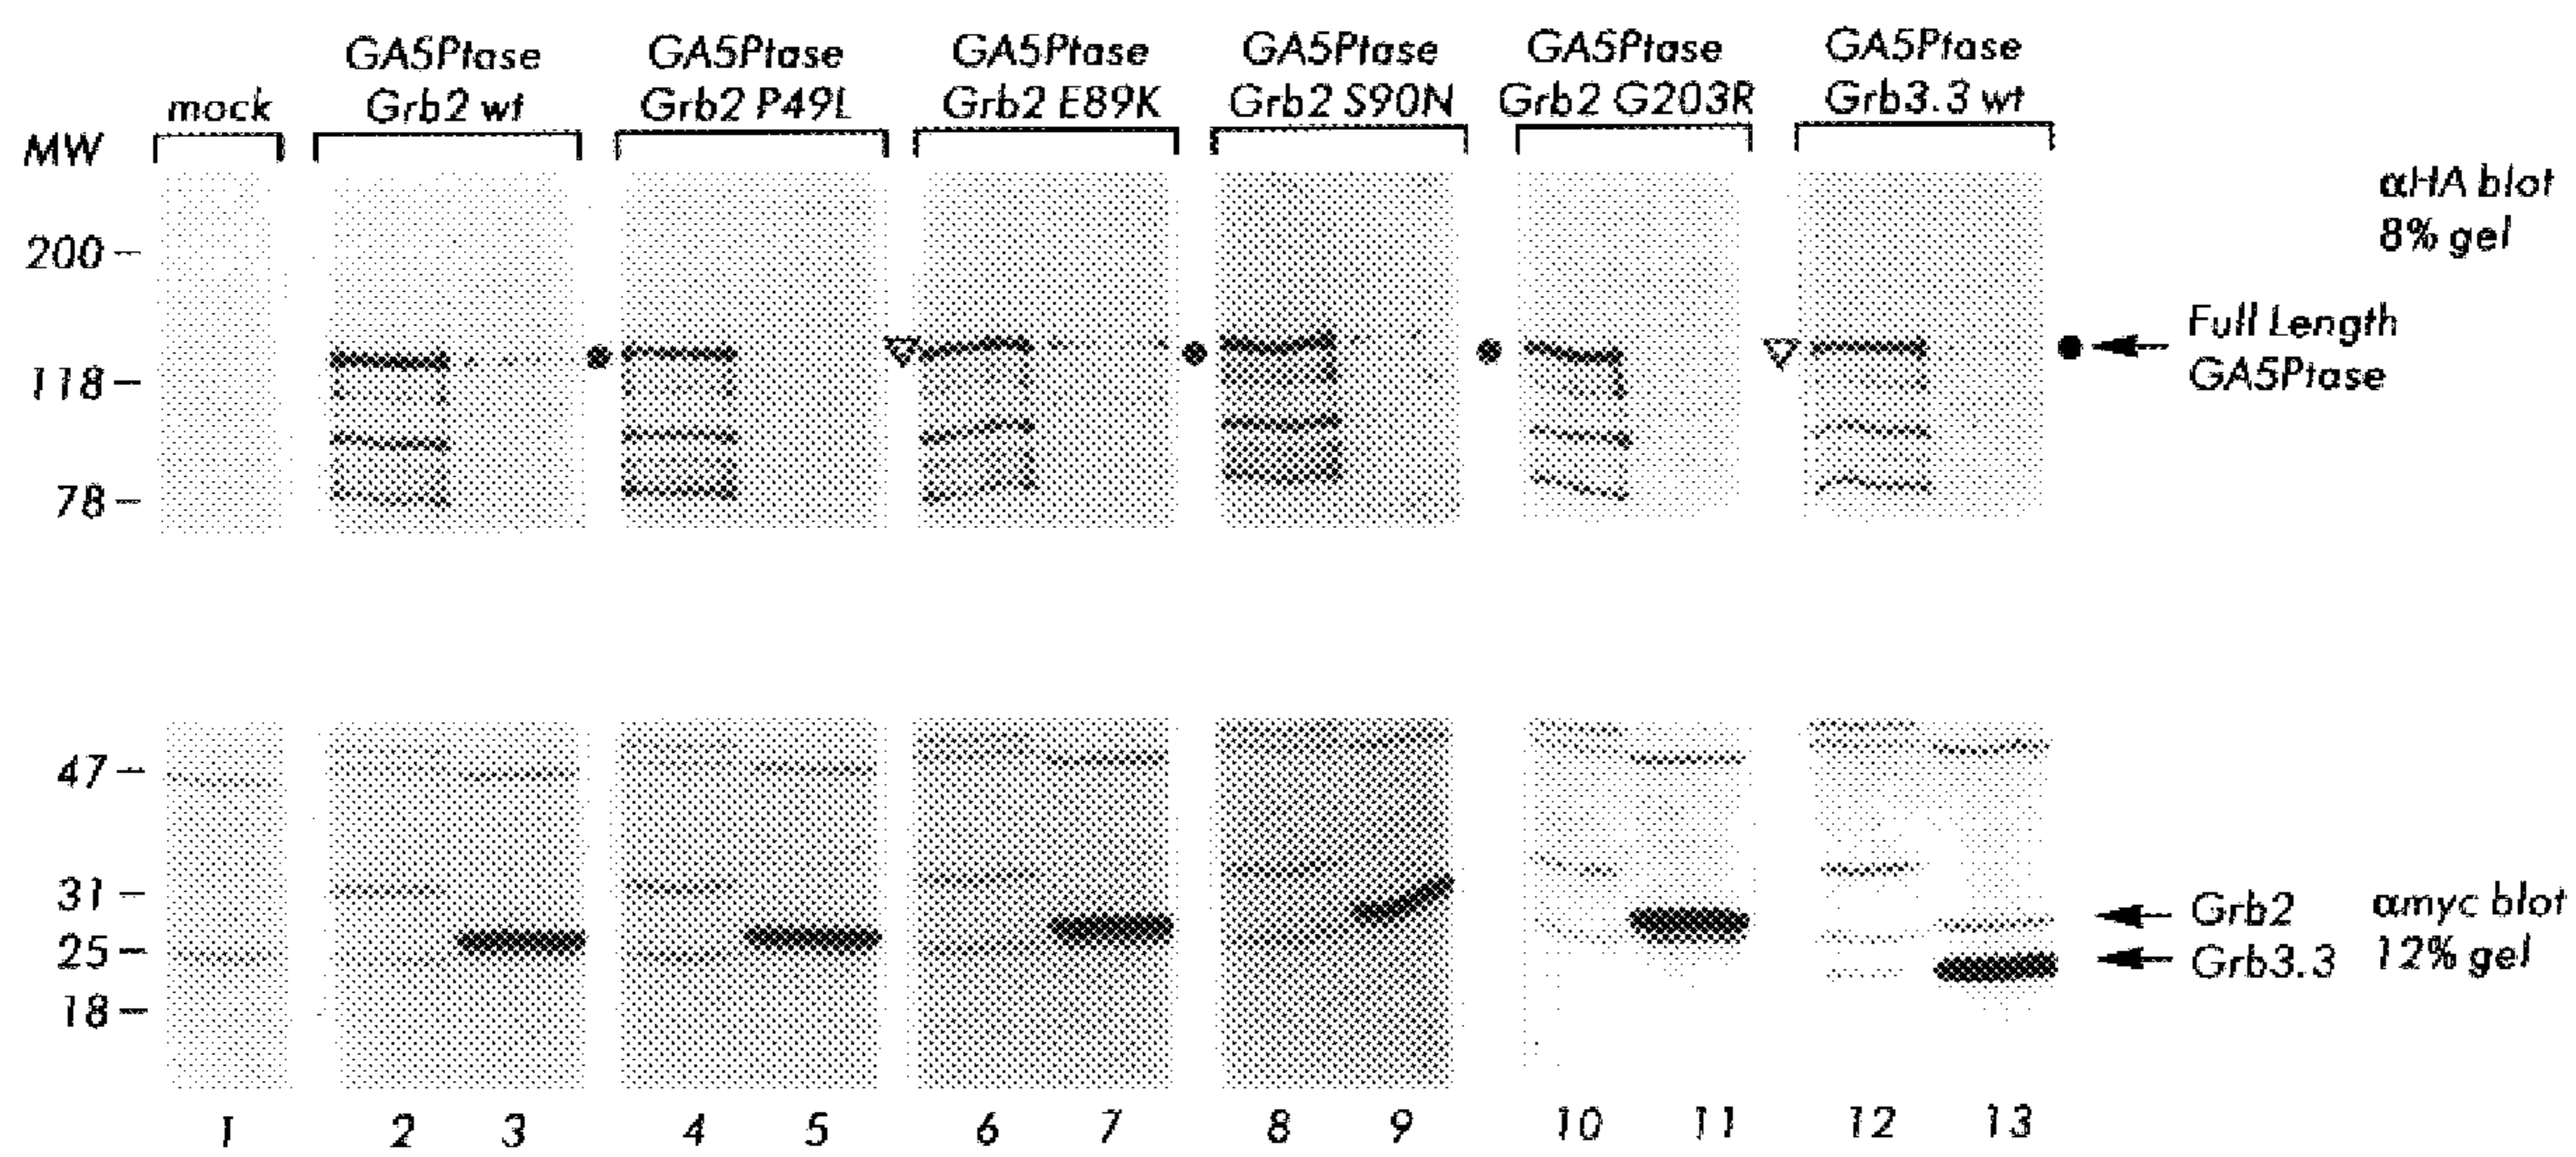 GA5Ptase GA5Ptase GA5Ptase GA5Ptase GA5Ptase GA5Ptase
mock Grb2 wt Grb2 P49L Grb2 E89K Grb2 S90N Grb2 G203R Grb3.3 wt
MW
αHA blot
8% gel
200
Full Length
GA5Ptase
118
78
47
31
25
18
Grb2
Grb3.3
αmyc blot
12% gel
1 2 3 4 5 6 7 8 9 10 11 12 13